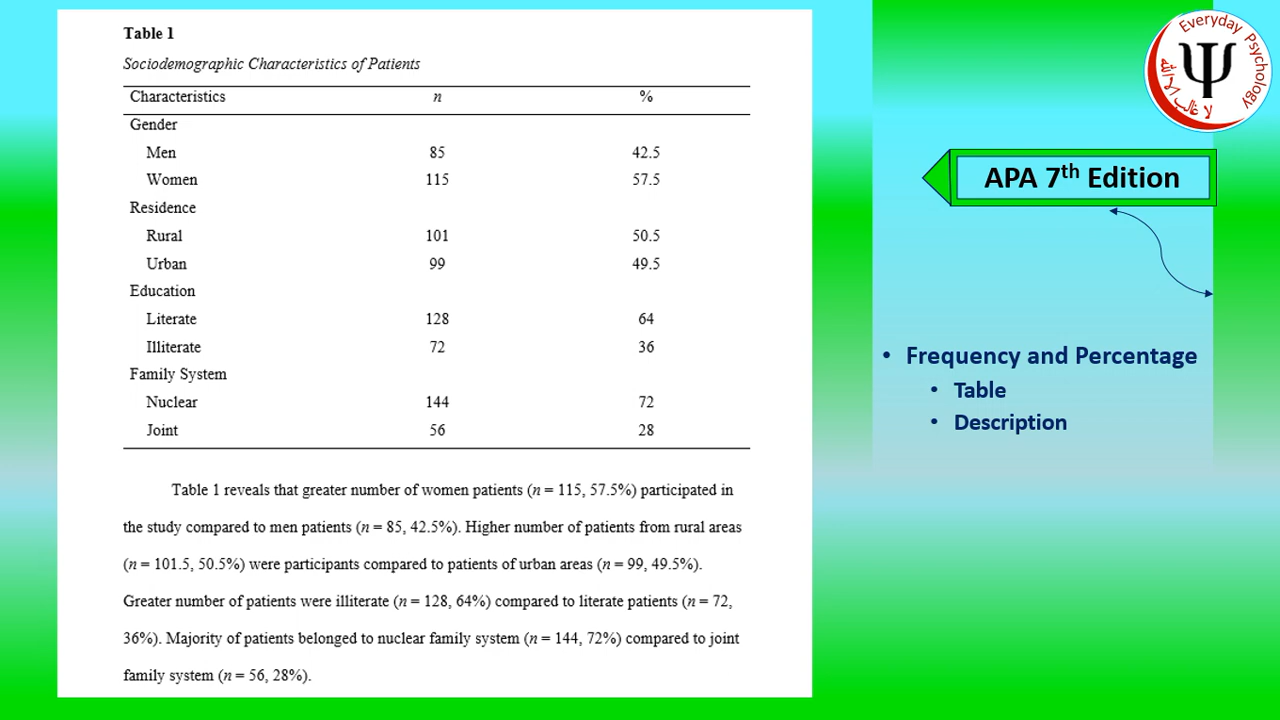 Table 1
Sociodemographic Characteristics of Patients
Characteristics n %
Gender
Men 85 42.5
Women 115 57.5
Residence
Rural 101 50.5
Urban 99 49.5
Education
Literate 128 64
Illiterate 72 36
Family System
Nuclear 144 72
Joint 56 28
Table 1 reveals that greater number of women patients (n = 115, 57.5%) participated in
the study compared to men patients (n = 85, 42.5%). Higher number of patients from rural areas
(n = 101.5, 50.5%) were participants compared to patients of urban areas (n = 99, 49.5%).
Greater number of patients were illiterate (n = 128, 64%) compared to literate patients (n = 72,
36%). Majority of patients belonged to nuclear family system (n = 144, 72%) compared to joint
family system (n = 56, 28%).
Everyday Psychology
Ψ
لا غالب الا الله
APA 7th Edition
• Frequency and Percentage
• Table
• Description